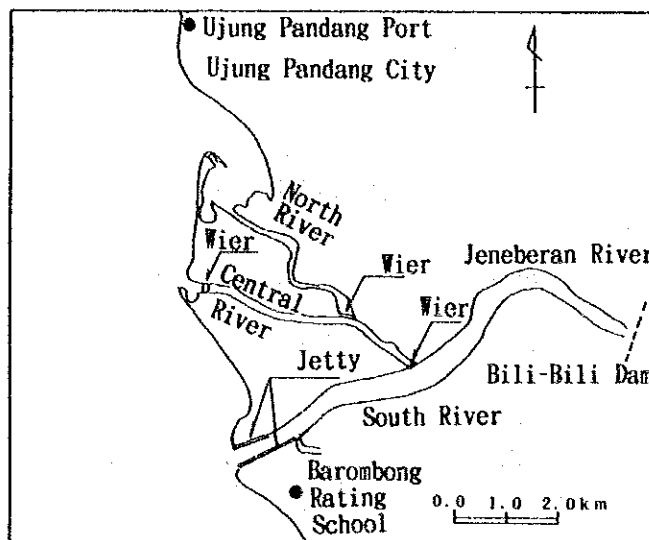 Ujung Pandang Port
Ujung Pandang City
North
River
Wier
Central
River
Wier
Wier
Jeneberan River
Jetty
Bili-Bili Dam
South River
Barombong
Rating
School
0.0 1.0 2.0km